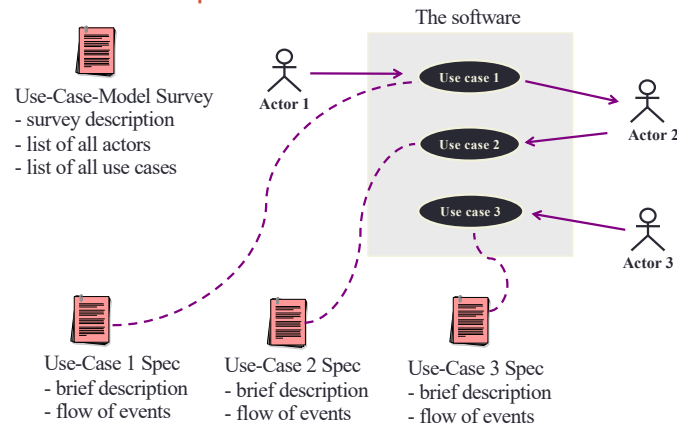 The software
Use case 1
Actor 1
Use-Case-Model Survey
- survey description
- list of all actors
- list of all use cases
Actor 2
Use case 2
Use case 3
Actor 3
Use-Case 1 Spec
- brief description
- flow of events
Use-Case 2 Spec
- brief description
- flow of events
Use-Case 3 Spec
- brief description
- flow of events